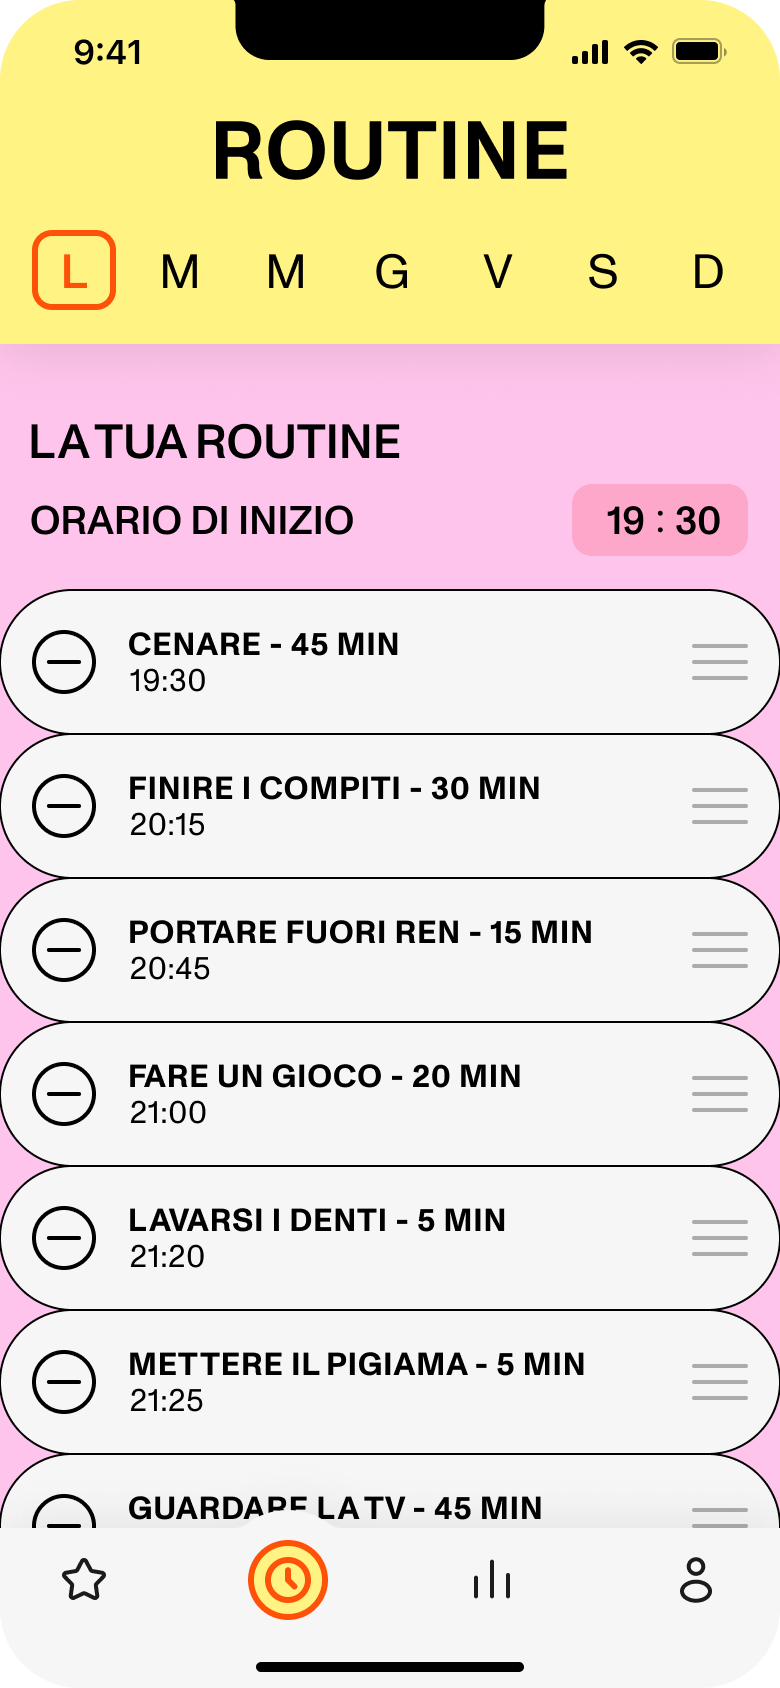 9:41
ROUTINE
L M M G V S D
LA TUA ROUTINE
ORARIO DI INIZIO 19 : 30
CENARE - 45 MIN
19:30
FINIRE I COMPITI - 30 MIN
20:15
PORTARE FUORI REN - 15 MIN
20:45
FARE UN GIOCO - 20 MIN
21:00
LAVARSI I DENTI - 5 MIN
21:20
METTERE IL PIGIAMA - 5 MIN
21:25
GUARDARE LA TV - 45 MIN